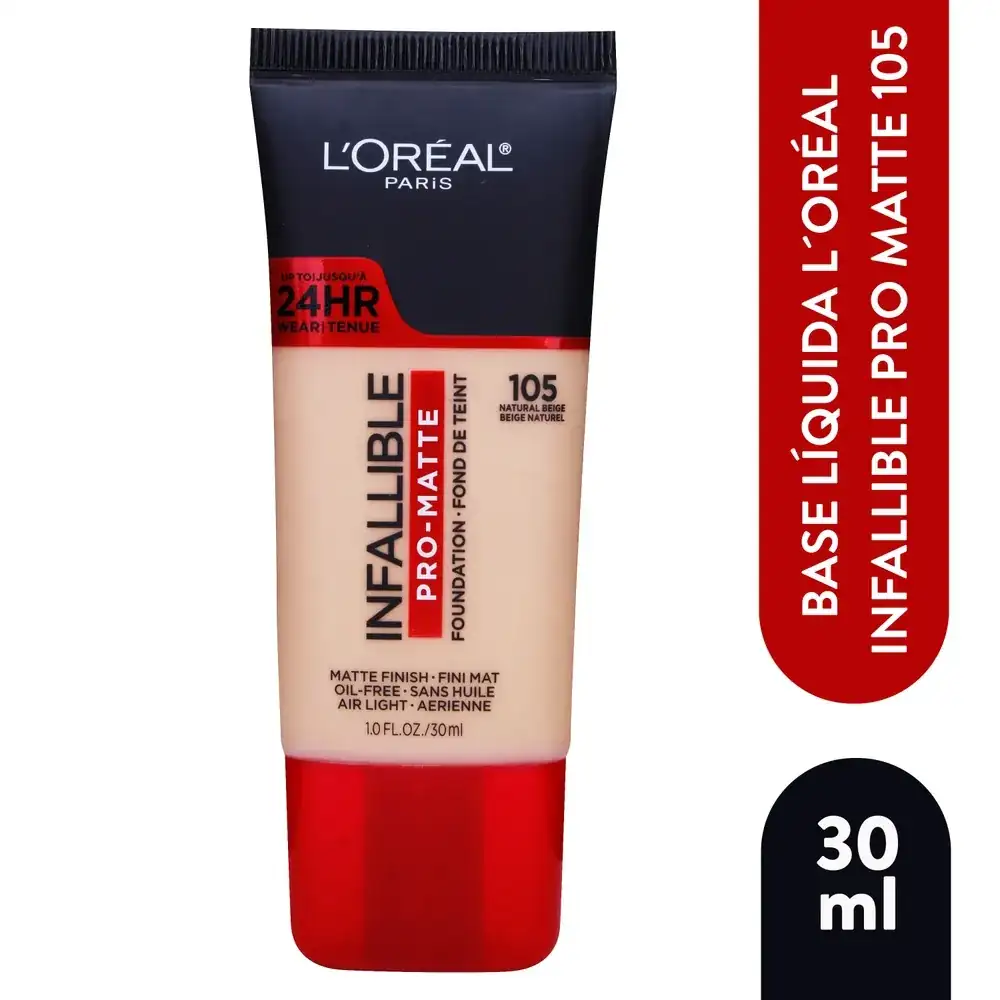 L'ORÉAL®
PARIS
UP TO|JUSQU'À
24HR
WEAR|TENUE
105
NATURAL BEIGE
BEIGE NATUREL
INFALLIBLE
PRO-MATTE
FOUNDATION · FOND DE TEINT
MATTE FINISH · FINI MAT
OIL-FREE · SANS HUILE
AIR LIGHT · AERIENNE
1.0 FL.OZ./30ml
BASE LÍQUIDA L´ORÉAL
INFALLIBLE PRO MATTE 105
30
ml